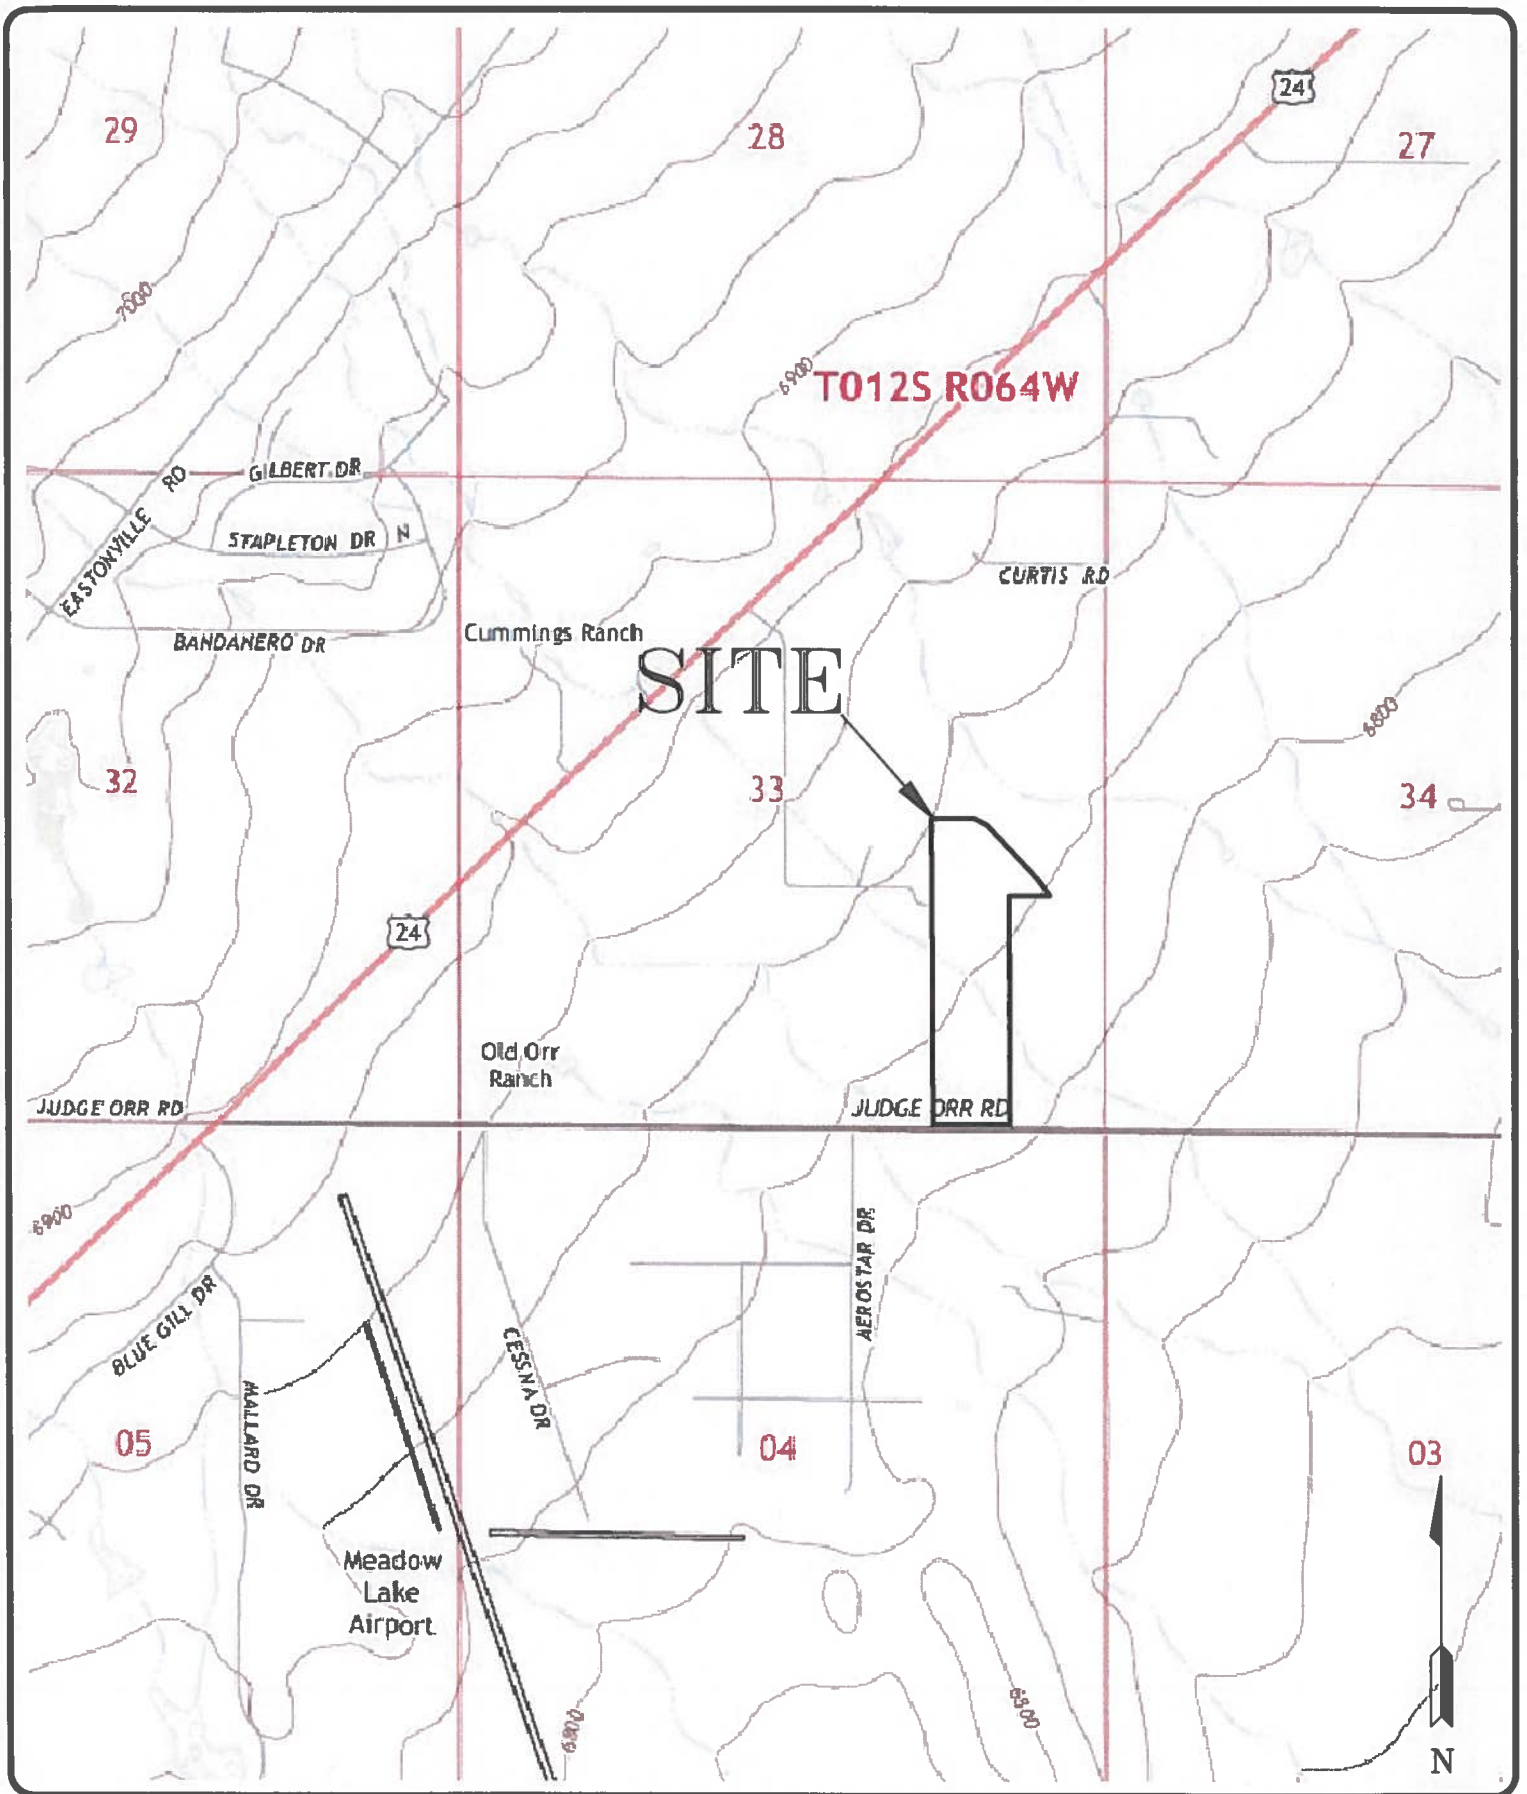 24
29
28
27
7000
6900
T012S R064W
RD
GILBERT DR
EASTONVILLE
STAPLETON DR N
CURTIS RD
BANDANERO DR
Cummings Ranch
SITE
6800
32
33
34
24
Old Orr
Ranch
JUDGE ORR RD
JUDGE ORR RD
6900
AEROSTAR DR
BLUE GILL DR
CESSNA DR
MALLARD DR
05
04
03
Meadow
Lake
Airport
6800
6800
N